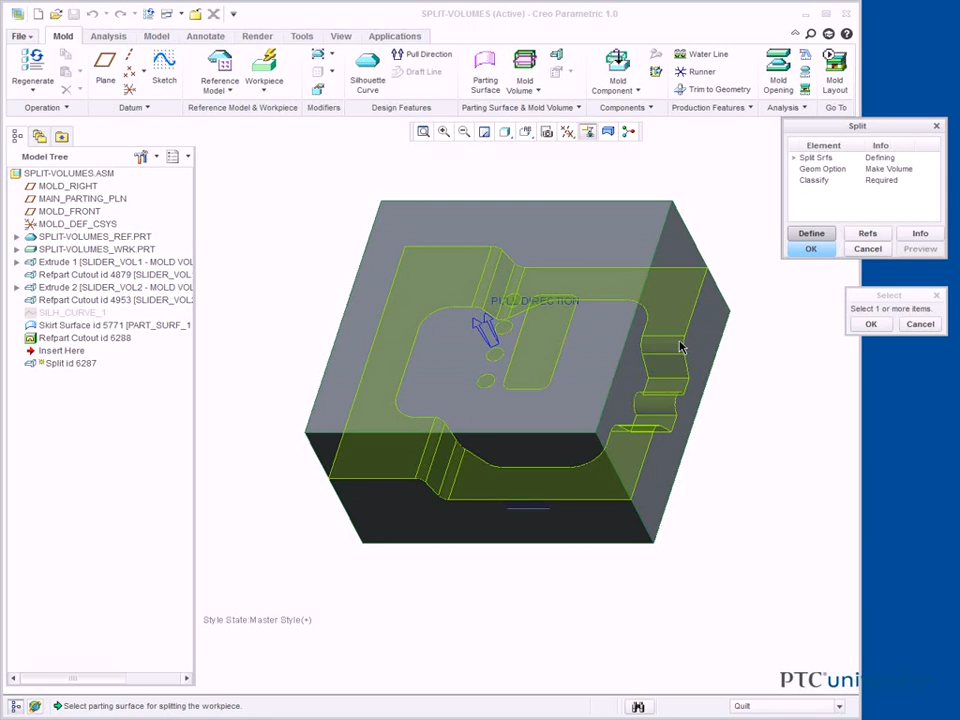 SPLIT-VOLUMES (Active) - Creo Parametric 1.0
File Mold Analysis Model Annotate Render Tools View Applications
Regenerate Plane Sketch Reference Model Workpiece Silhouette Curve Pull Direction Draft Line Parting Surface Mold Volume Mold Component Water Line Runner Trim to Geometry Mold Opening Mold Layout
Operation Datum Reference Model & Workpiece Modifiers Design Features Parting Surface & Mold Volume Components Production Features Analysis Go To
Model Tree
SPLIT-VOLUMES.ASM
MOLD_RIGHT
MAIN_PARTING_PLN
MOLD_FRONT
MOLD_DEF_CSYS
SPLIT-VOLUMES_REF.PRT
SPLIT-VOLUMES_WRK.PRT
Extrude 1 [SLIDER_VOL1 - MOLD VOL
Refpart Cutout id 4879 [SLIDER_VOL
Extrude 2 [SLIDER_VOL2 - MOLD VOL
Refpart Cutout id 4953 [SLIDER_VOL
SILH_CURVE_1
Skirt Surface id 5771 [PART_SURF_1
Refpart Cutout id 6288
Insert Here
Split id 6287
PULL DIRECTION
Style State:Master Style(+)
Split
Element Info
Split Srfs Defining
Geom Option Make Volume
Classify Required
Define Refs Info
OK Cancel Preview
Select
Select 1 or more items.
OK Cancel
PTC
Select parting surface for splitting the workpiece.
Quilt